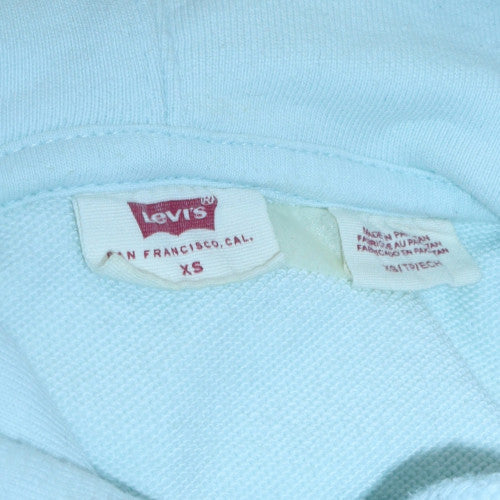 Levi's®
SAN FRANCISCO, CAL.
XS
MADE IN PAKISTAN
FABRIQUÉ AU PAKISTAN
FABRICADO EN PAKISTAN
XS/TP/ECH